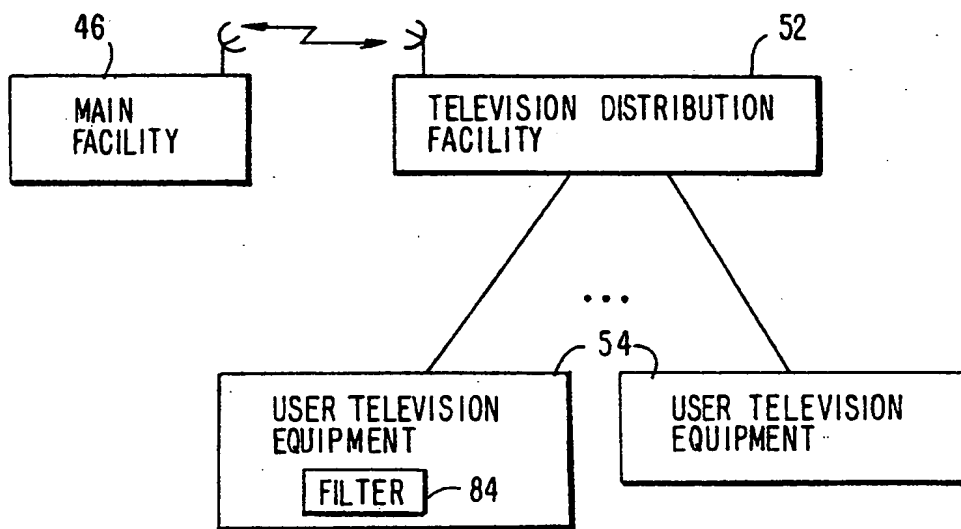 46
52
MAIN
FACILITY
TELEVISION DISTRIBUTION
FACILITY
...
54
USER TELEVISION
EQUIPMENT
FILTER
84
USER TELEVISION
EQUIPMENT